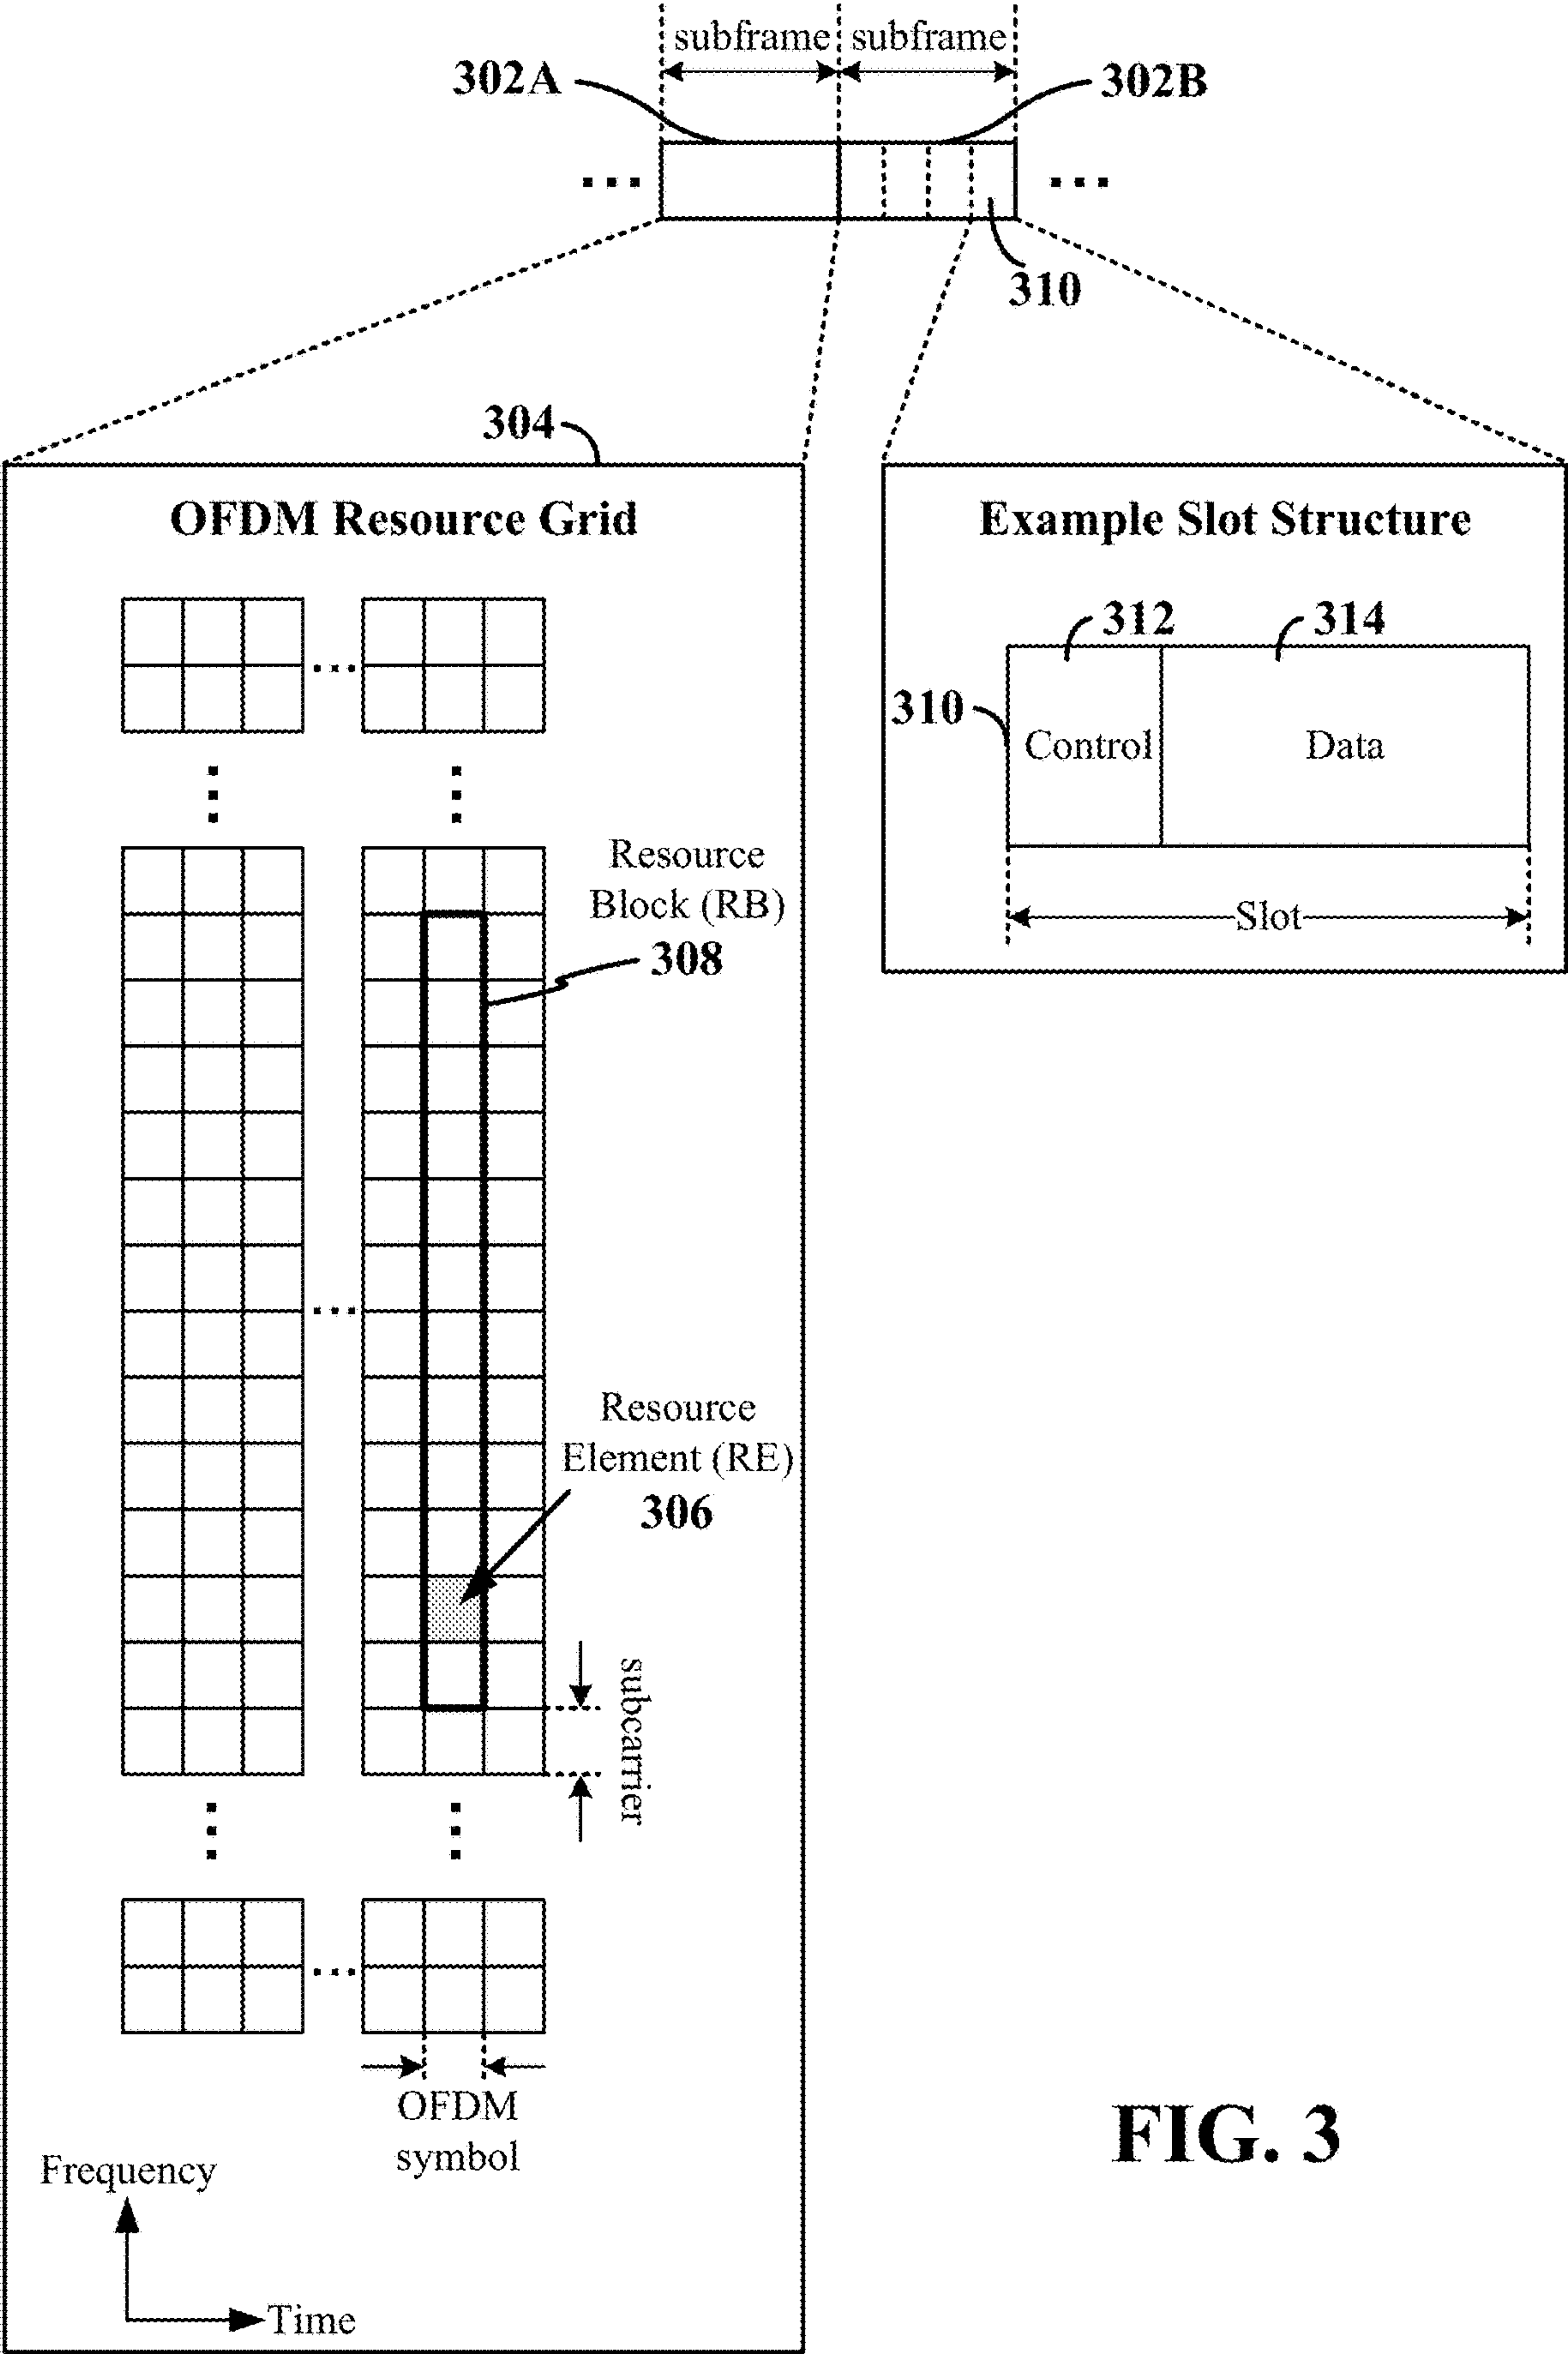 subframe subframe
302A 302B
310
304
OFDM Resource Grid
Example Slot Structure
312 314
310
Control Data
Slot
Resource
Block (RB)
308
Resource
Element (RE)
306
subcarrier
OFDM
symbol
Frequency
Time
FIG. 3